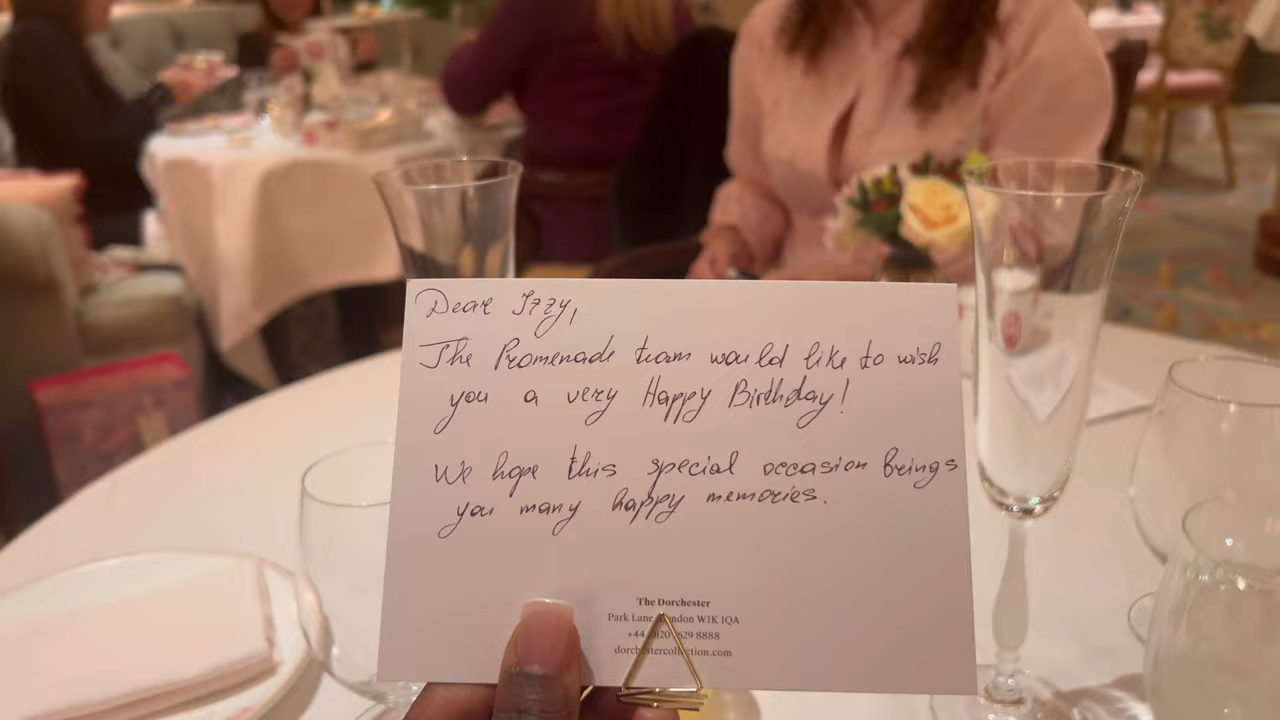 Dear Izzy,
The Promenade team would like to wish
you a very Happy Birthday!
We hope this special occasion brings
you many happy memories.
The Dorchester
Park Lane London W1K 1QA
+44 (0)20 7629 8888
dorchestercollection.com